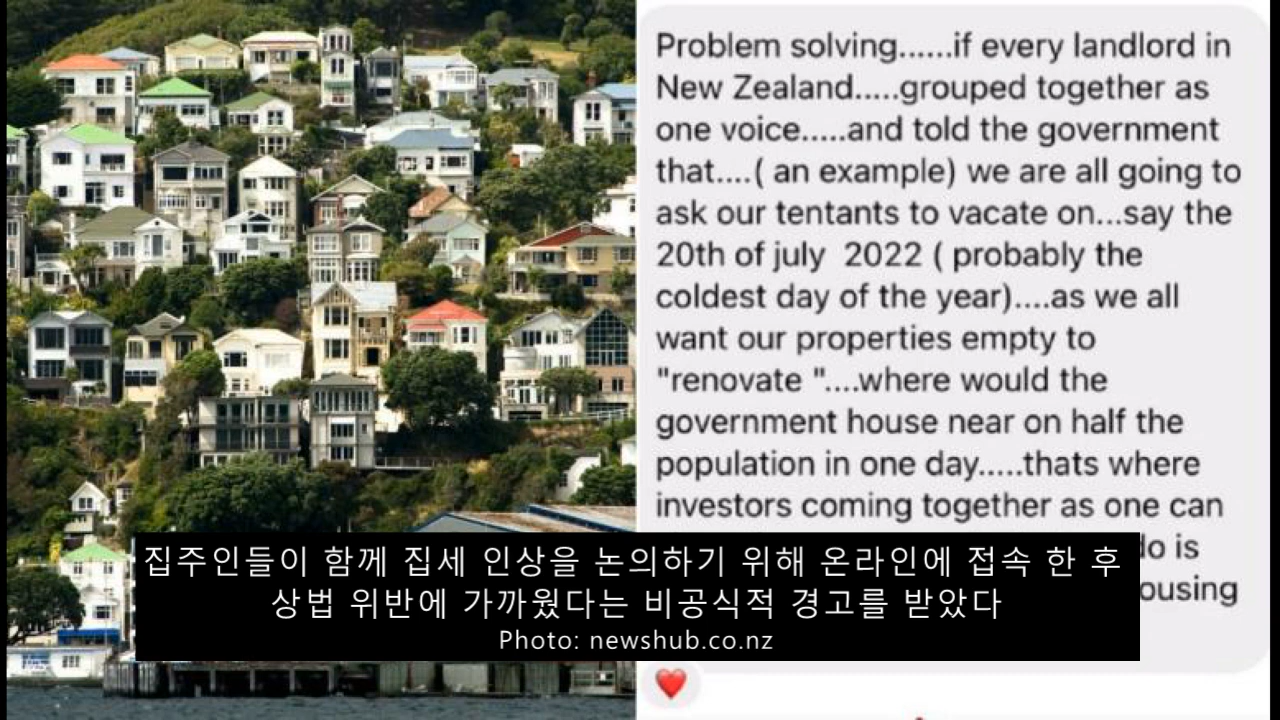 Problem solving......if every landlord in
New Zealand.....grouped together as
one voice.....and told the government
that....( an example) we are all going to
ask our tentants to vacate on...say the
20th of july 2022 ( probably the
coldest day of the year)....as we all
want our properties empty to
"renovate "....where would the
government house near on half the
population in one day.....thats where
investors coming together as one can
do is
ousing
집주인들이 함께 집세 인상을 논의하기 위해 온라인에 접속 한 후
상법 위반에 가까웠다는 비공식적 경고를 받았다
Photo: newshub.co.nz